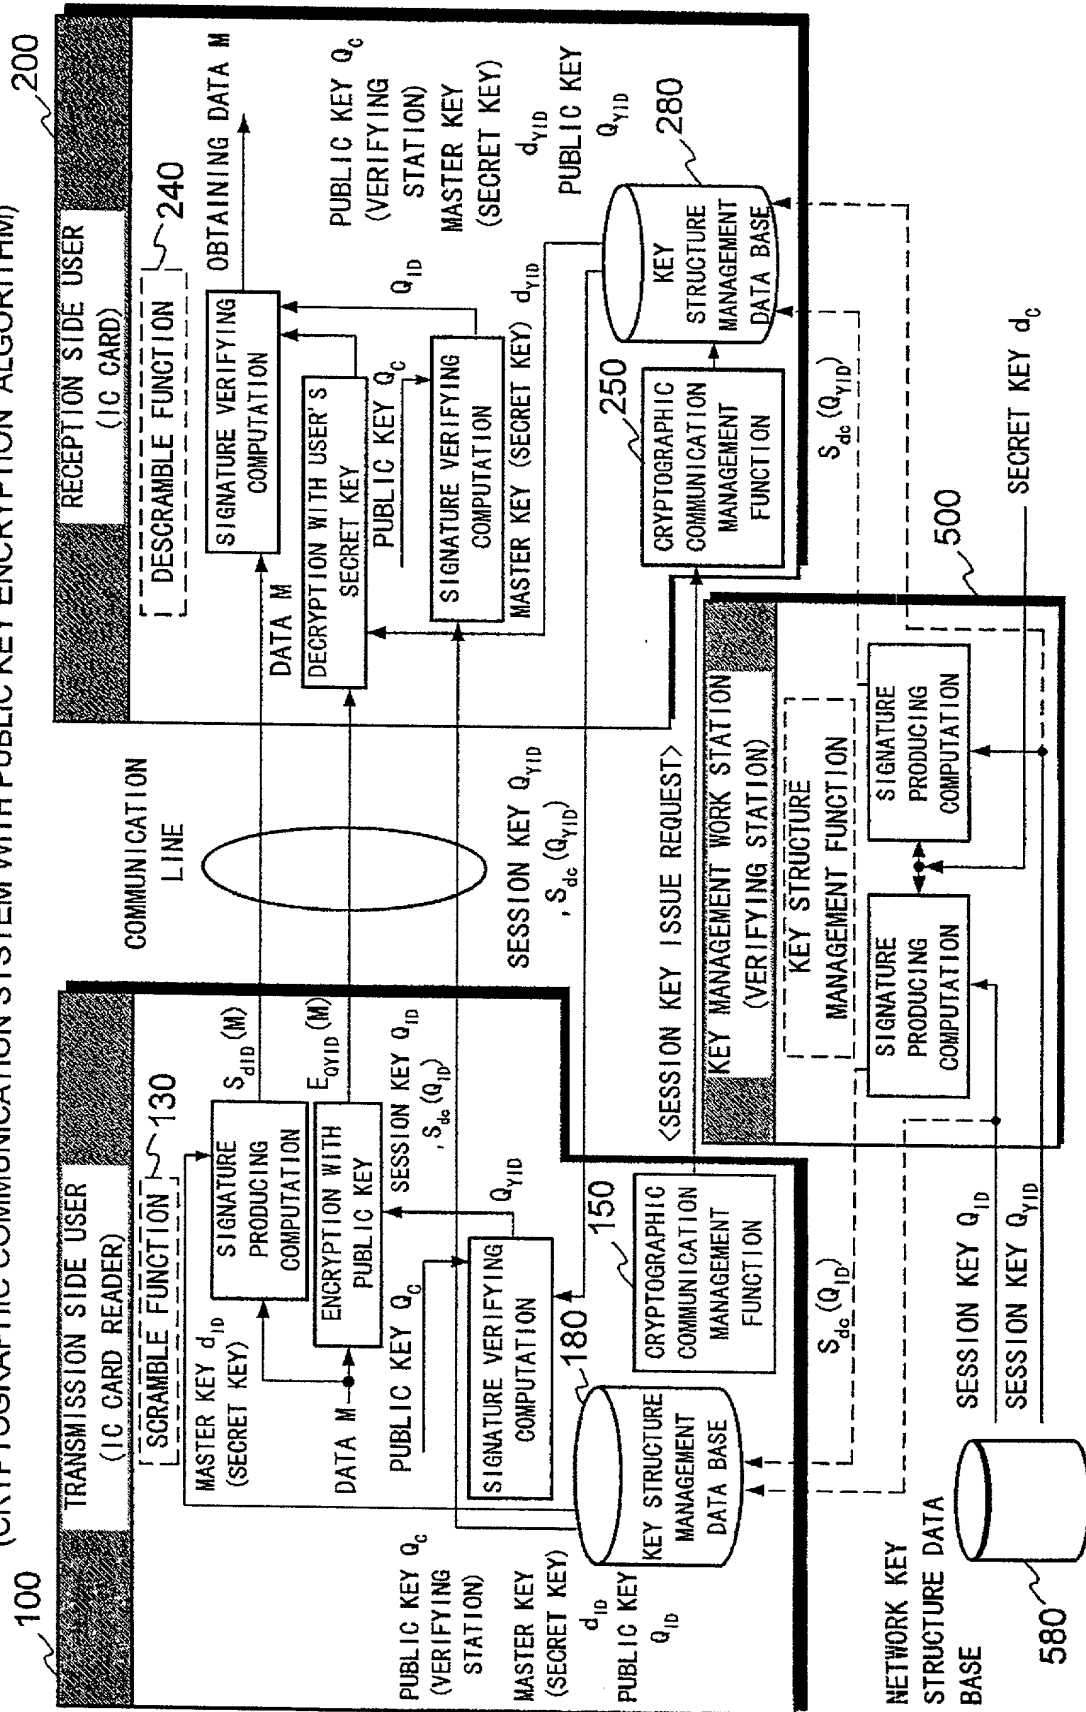 (CRYPTOGRAPHIC COMMUNICATION SYSTEM WITH PUBLIC KEY ENCRYPTION ALGORITHM)
100
TRANSMISSION SIDE USER
(IC CARD READER)
SCRAMBLE FUNCTION
130
MASTER KEY d_ID
(SECRET KEY)
SIGNATURE
PRODUCING
COMPUTATION
S_dID(M)
DATA M
ENCRYPTION WITH
PUBLIC KEY
E_QYID(M)
PUBLIC KEY Q_C
SESSION KEY Q_ID
, S_dc(Q_ID)
SIGNATURE VERIFYING
COMPUTATION
Q_YID
PUBLIC KEY Q_C
(VERIFYING
STATION)
MASTER KEY
(SECRET KEY)
d_ID
PUBLIC KEY
Q_ID
180
KEY STRUCTURE
MANAGEMENT
DATA BASE
150
CRYPTOGRAPHIC
COMMUNICATION
MANAGEMENT
FUNCTION
COMMUNICATION
LINE
SESSION KEY Q_YID
, S_dc(Q_YID)
<SESSION KEY ISSUE REQUEST>
200
RECEPTION SIDE USER
(IC CARD)
DESCRAMBLE FUNCTION
240
SIGNATURE VERIFYING
COMPUTATION
OBTAINING DATA M
DATA M
DECRYPTION WITH USER'S
SECRET KEY
PUBLIC KEY Q_C
Q_ID
SIGNATURE VERIFYING
COMPUTATION
MASTER KEY (SECRET KEY) d_YID
PUBLIC KEY Q_C
(VERIFYING
STATION)
MASTER KEY
(SECRET KEY)
d_YID
PUBLIC KEY
Q_YID
280
KEY
STRUCTURE
MANAGEMENT
DATA BASE
250
CRYPTOGRAPHIC
COMMUNICATION
MANAGEMENT
FUNCTION
500
KEY MANAGEMENT WORK STATION
(VERIFYING STATION)
KEY STRUCTURE
MANAGEMENT FUNCTION
SIGNATURE
PRODUCING
COMPUTATION
SIGNATURE
PRODUCING
COMPUTATION
S_dc(Q_ID)
S_dc(Q_YID)
SECRET KEY d_C
SESSION KEY Q_ID
SESSION KEY Q_YID
NETWORK KEY
STRUCTURE DATA
BASE
580